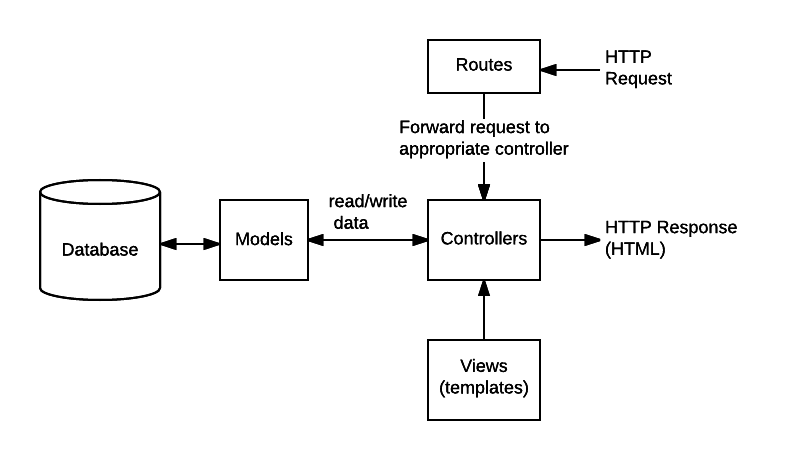 Routes
HTTP
Request
Forward request to
appropriate controller
Database
Models
read/write
data
Controllers
HTTP Response
(HTML)
Views
(templates)